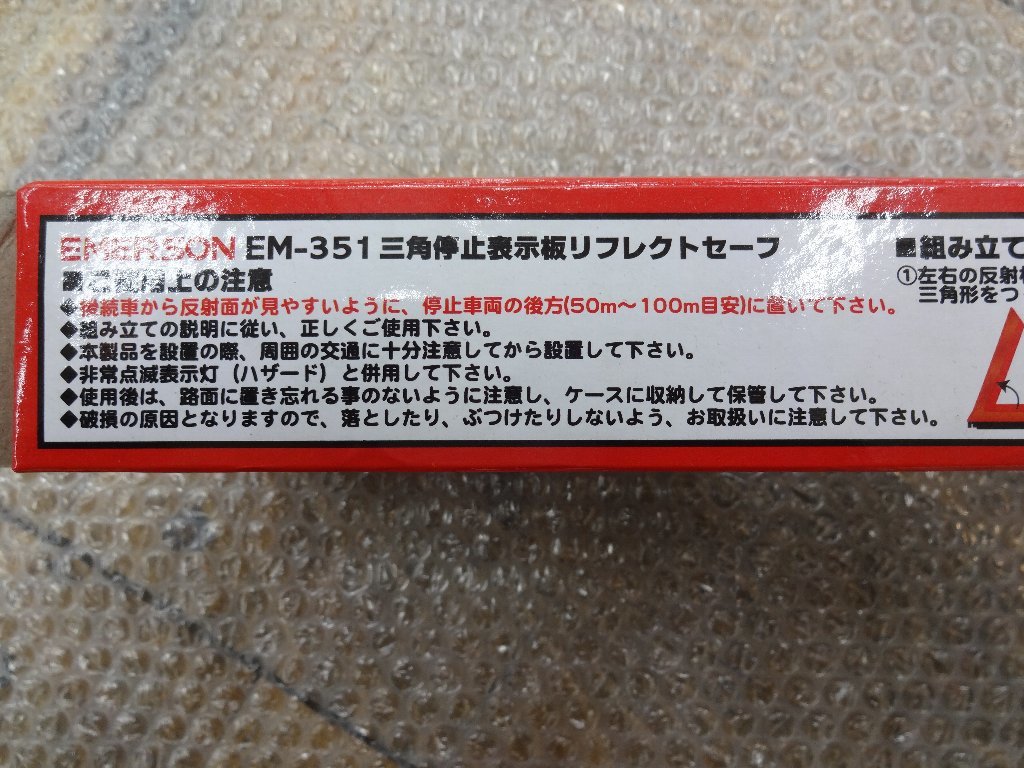 EMERSON EM-351 三角停止表示板リフレクトセーフ
■ご使用上の注意
◆後続車から反射面が見やすいように、停止車両の後方(50m～100m目安)に置いて下さい。
◆組み立ての説明に従い、正しくご使用下さい。
◆本製品を設置の際、周囲の交通に十分注意してから設置して下さい。
◆非常点滅表示灯（ハザード）と併用して下さい。
◆使用後は、路面に置き忘れる事のないように注意し、ケースに収納して保管して下さい。
◆破損の原因となりますので、落としたり、ぶつけたりしないよう、お取扱いに注意して下さい。
■組み立て
①左右の反射
三角形をつ